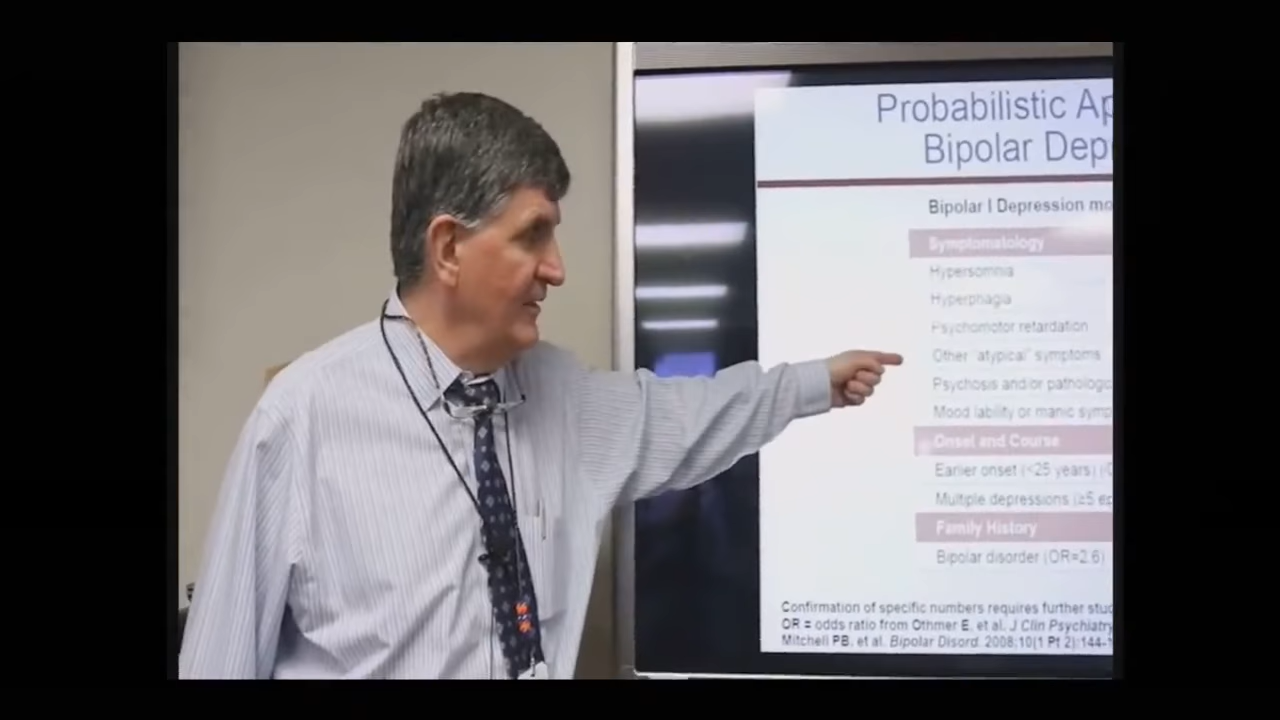 Probabilistic Ap
Bipolar Dep
Bipolar I Depression mo
Symptomatology
Hypersomnia
Hyperphagia
Psychomotor retardation
Other "atypical" symptoms
Psychosis and/or pathologic
Mood lability or manic symp
Onset and Course
Earlier onset (<25 years) (
Multiple depressions (≥5 ep
Family History
Bipolar disorder (OR=2.6)
Confirmation of specific numbers requires further stu
OR = odds ratio from Othmer E, et al. J Clin Psychiatry
Mitchell PB, et al. Bipolar Disord. 2008;10(1 Pt 2):144-